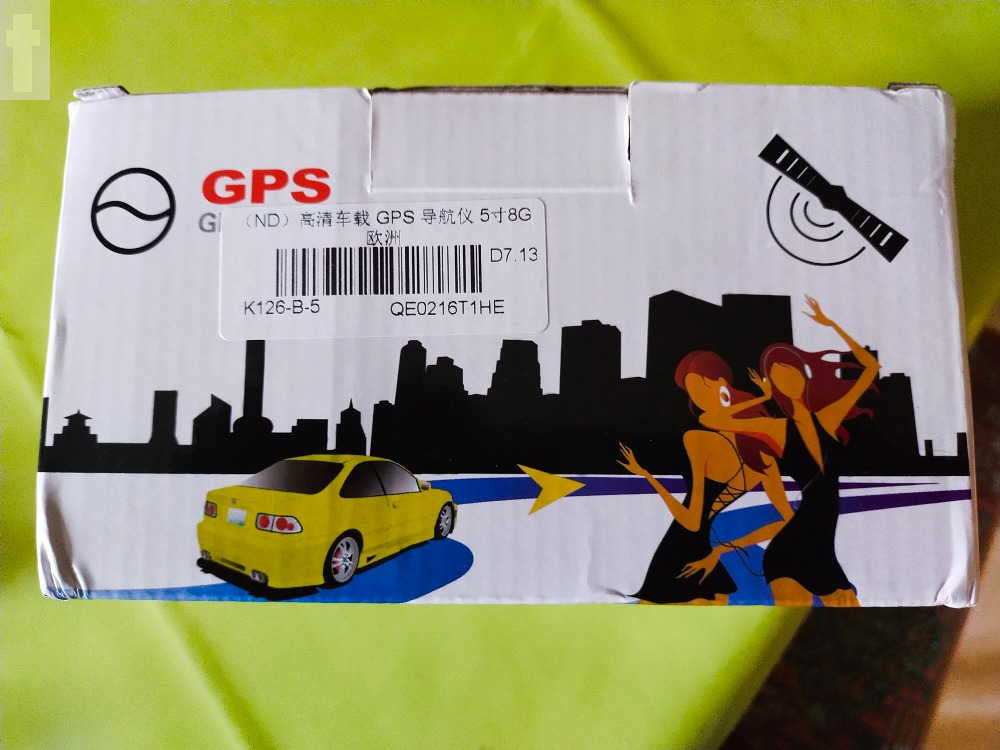 GPS
（ND）高清车载 GPS 导航仪 5寸8G
欧洲
D7.13
K126-B-5 QE0216T1HE